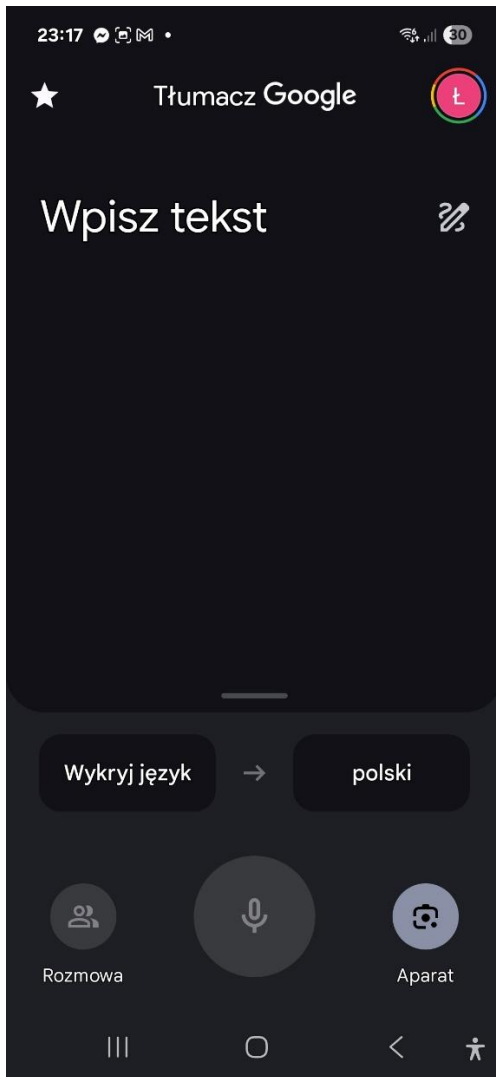 23:17
30
Tłumacz Google
Ł
Wpisz tekst
Wykryj język → polski
Rozmowa
Aparat